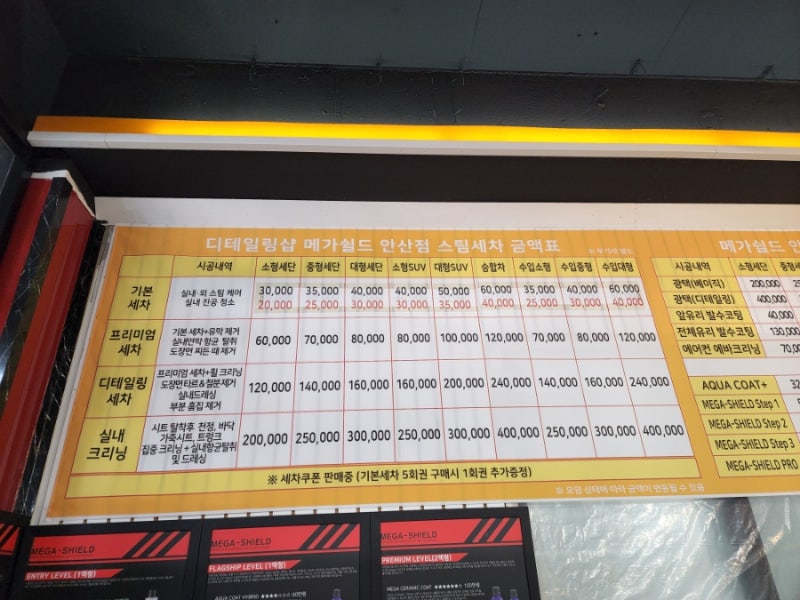 디테일링샵 메가쉴드 안산점 스팀세차 금액표 ※ 부가세 별도
시공내역 소형세단 중형세단 대형세단 소형SUV 대형SUV 승합차 수입소형 수입중형 수입대형
기본 세차
실내·외 스팀 케어
실내 진공 청소
30,000 35,000 40,000 40,000 50,000 60,000 35,000 40,000 60,000
20,000 25,000 30,000 30,000 35,000 40,000 25,000 30,000 40,000
프리미엄 세차
기본 세차+유막 제거
실내안락 항균 탈취
도장면 찌든 때 제거
60,000 70,000 80,000 80,000 100,000 120,000 70,000 80,000 120,000
디테일링 세차
프리미엄 세차+휠 크리닝
도장면타르&철분제거
실내드레싱
부분 흠집 제거
120,000 140,000 160,000 160,000 200,000 240,000 140,000 160,000 240,000
실내 크리닝
시트 탈착후 천정, 바닥
가죽시트, 트렁크
집중 크리닝+실내항균탈취
및 드레싱
200,000 250,000 300,000 250,000 300,000 400,000 250,000 300,000 400,000
※ 세차쿠폰 판매중 (기본세차 5회권 구매시 1회권 추가증정)
※ 오염 상태에 따라 금액이 변동될 수 있음
메가쉴드
시공내역 소형세단
광택(베이직) 200,000
광택(디테일링) 400,000
앞유리 발수코팅 40,000
전체유리 발수코팅 130,000
에어컨 에바크리닝
AQUA COAT+
MEGA-SHIELD Step 1
MEGA-SHIELD Step 2
MEGA-SHIELD Step 3
MEGA-SHIELD PRO
MEGA-SHIELD
ENTRY LEVEL (1백형)
MEGA-SHIELD
FLAGSHIP LEVEL (1백형)
AQUA COAT HYBRID
MEGA-SHIELD
PREMIUM LEVEL(2백형)
MEGA CERAMIC COAT